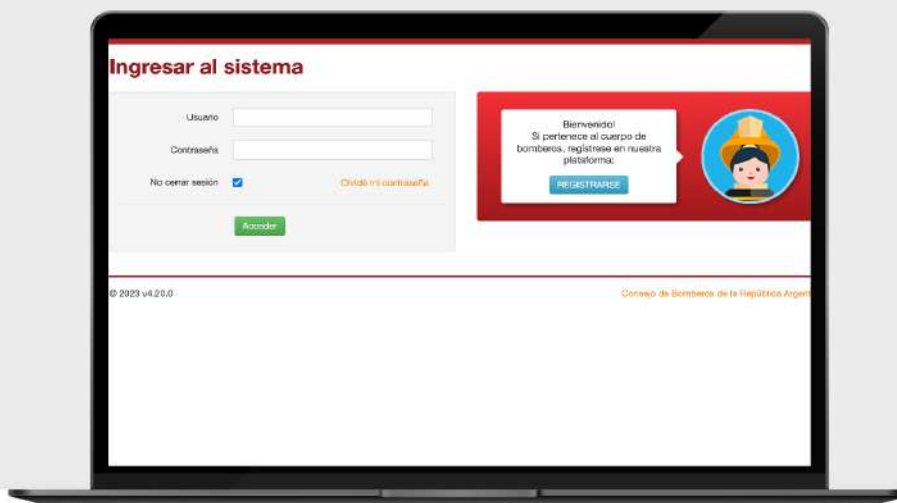 Ingresar al sistema
Usuario
Contraseña
No cerrar sesión
Olvidé mi contraseña
Acceder
Bienvenido!
Si pertenece al cuerpo de
bomberos, regístrese en nuestra
plataforma:
REGISTRARSE
© 2023 v4.20.0
Consejo de Bomberos de la República Argent